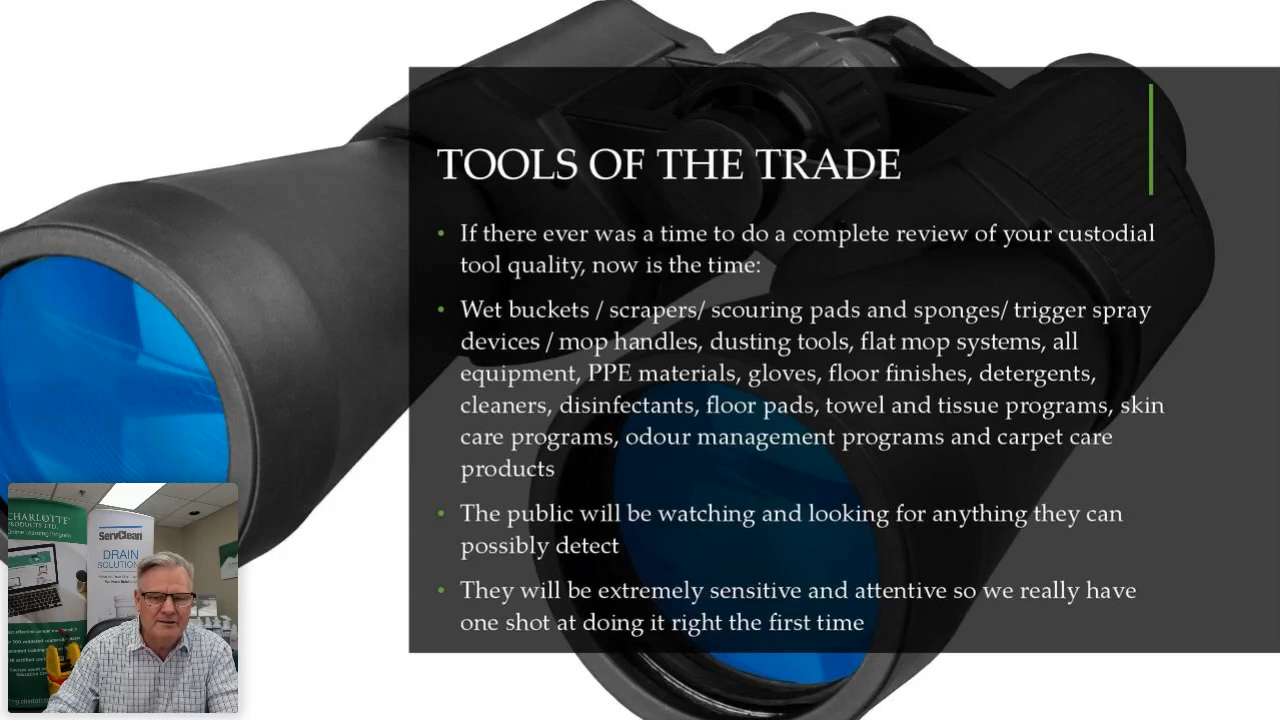 TOOLS OF THE TRADE
• If there ever was a time to do a complete review of your custodial
tool quality, now is the time:
• Wet buckets / scrapers/ scouring pads and sponges/ trigger spray
devices / mop handles, dusting tools, flat mop systems, all
equipment, PPE materials, gloves, floor finishes, detergents,
cleaners, disinfectants, floor pads, towel and tissue programs, skin
care programs, odour management programs and carpet care
products
• The public will be watching and looking for anything they can
possibly detect
• They will be extremely sensitive and attentive so we really have
one shot at doing it right the first time
CHARLOTTE
PRODUCTS LTD.
Online Learning Program
ServClean
DRAIN